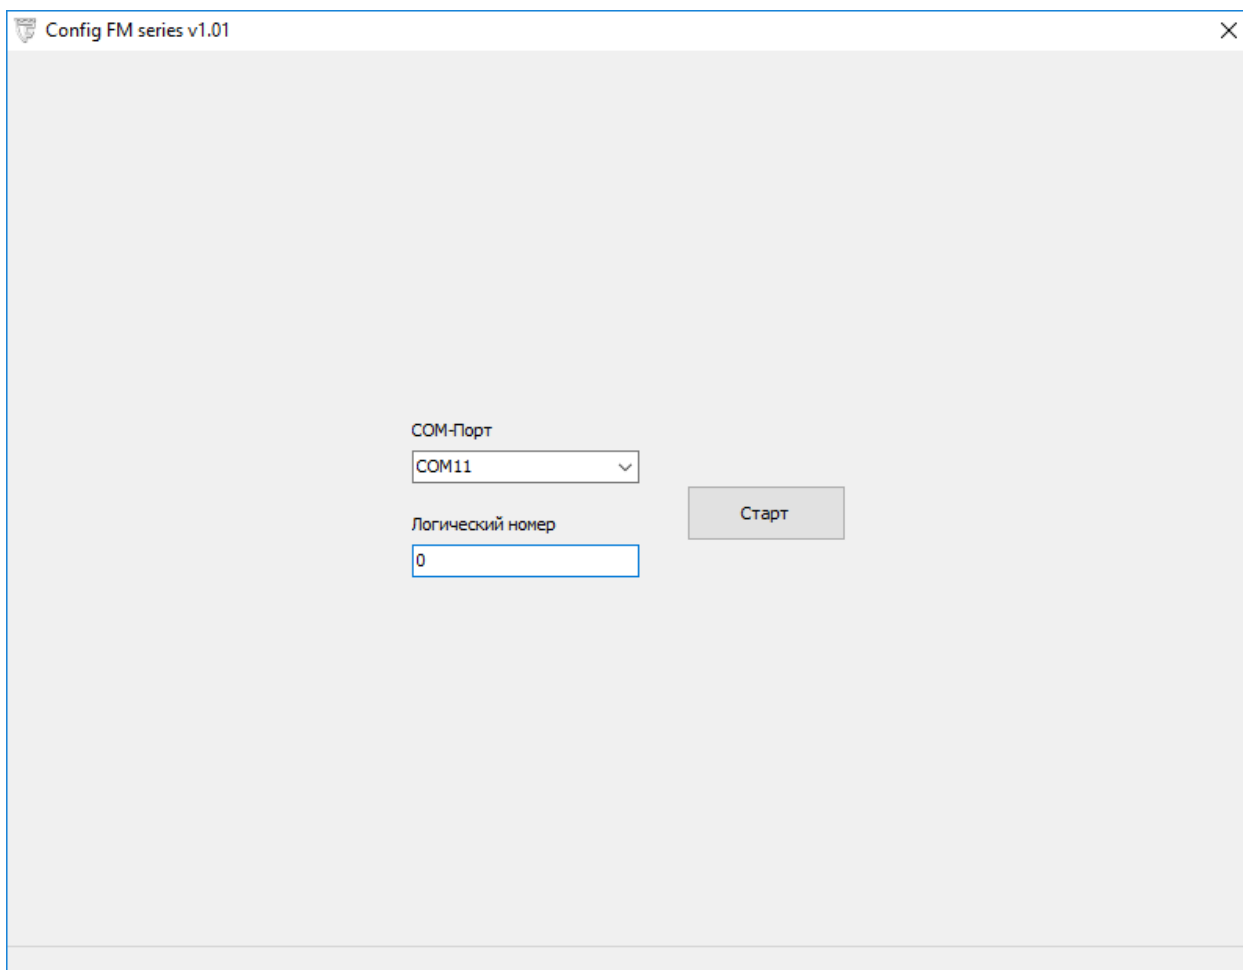 Config FM series v1.01
COM-Порт
COM11
Логический номер
0
Старт